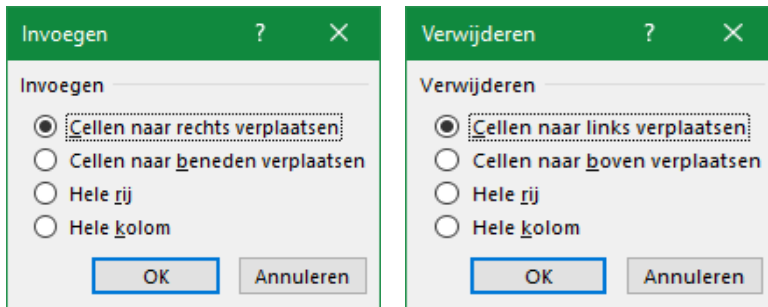 Invoegen ?
Invoegen
Cellen naar rechts verplaatsen
Cellen naar beneden verplaatsen
Hele rij
Hele kolom
OK Annuleren
Verwijderen ?
Verwijderen
Cellen naar links verplaatsen
Cellen naar boven verplaatsen
Hele rij
Hele kolom
OK Annuleren